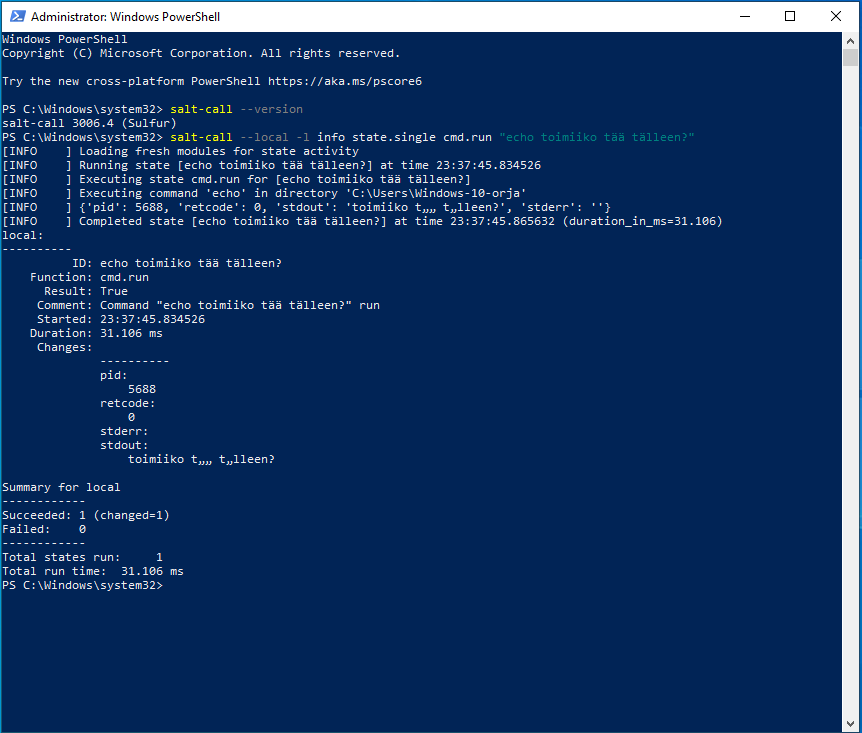 Administrator: Windows PowerShell
Windows PowerShell
Copyright (C) Microsoft Corporation. All rights reserved.
Try the new cross-platform PowerShell https://aka.ms/pscore6
PS C:\Windows\system32> salt-call --version
salt-call 3006.4 (Sulfur)
PS C:\Windows\system32> salt-call --local -l info state.single cmd.run "echo toimiiko tää tälleen?"
[INFO    ] Loading fresh modules for state activity
[INFO    ] Running state [echo toimiiko tää tälleen?] at time 23:37:45.834526
[INFO    ] Executing state cmd.run for [echo toimiiko tää tälleen?]
[INFO    ] Executing command 'echo' in directory 'C:\Users\Windows-10-orja'
[INFO    ] {'pid': 5688, 'retcode': 0, 'stdout': 'toimiiko t„„ t„lleen?', 'stderr': ''}
[INFO    ] Completed state [echo toimiiko tää tälleen?] at time 23:37:45.865632 (duration_in_ms=31.106)
local:
----------
          ID: echo toimiiko tää tälleen?
    Function: cmd.run
      Result: True
     Comment: Command "echo toimiiko tää tälleen?" run
     Started: 23:37:45.834526
    Duration: 31.106 ms
     Changes:
              ----------
              pid:
                  5688
              retcode:
                  0
              stderr:
              stdout:
                  toimiiko t„„ t„lleen?
Summary for local
------------
Succeeded: 1 (changed=1)
Failed:    0
------------
Total states run:     1
Total run time:  31.106 ms
PS C:\Windows\system32>